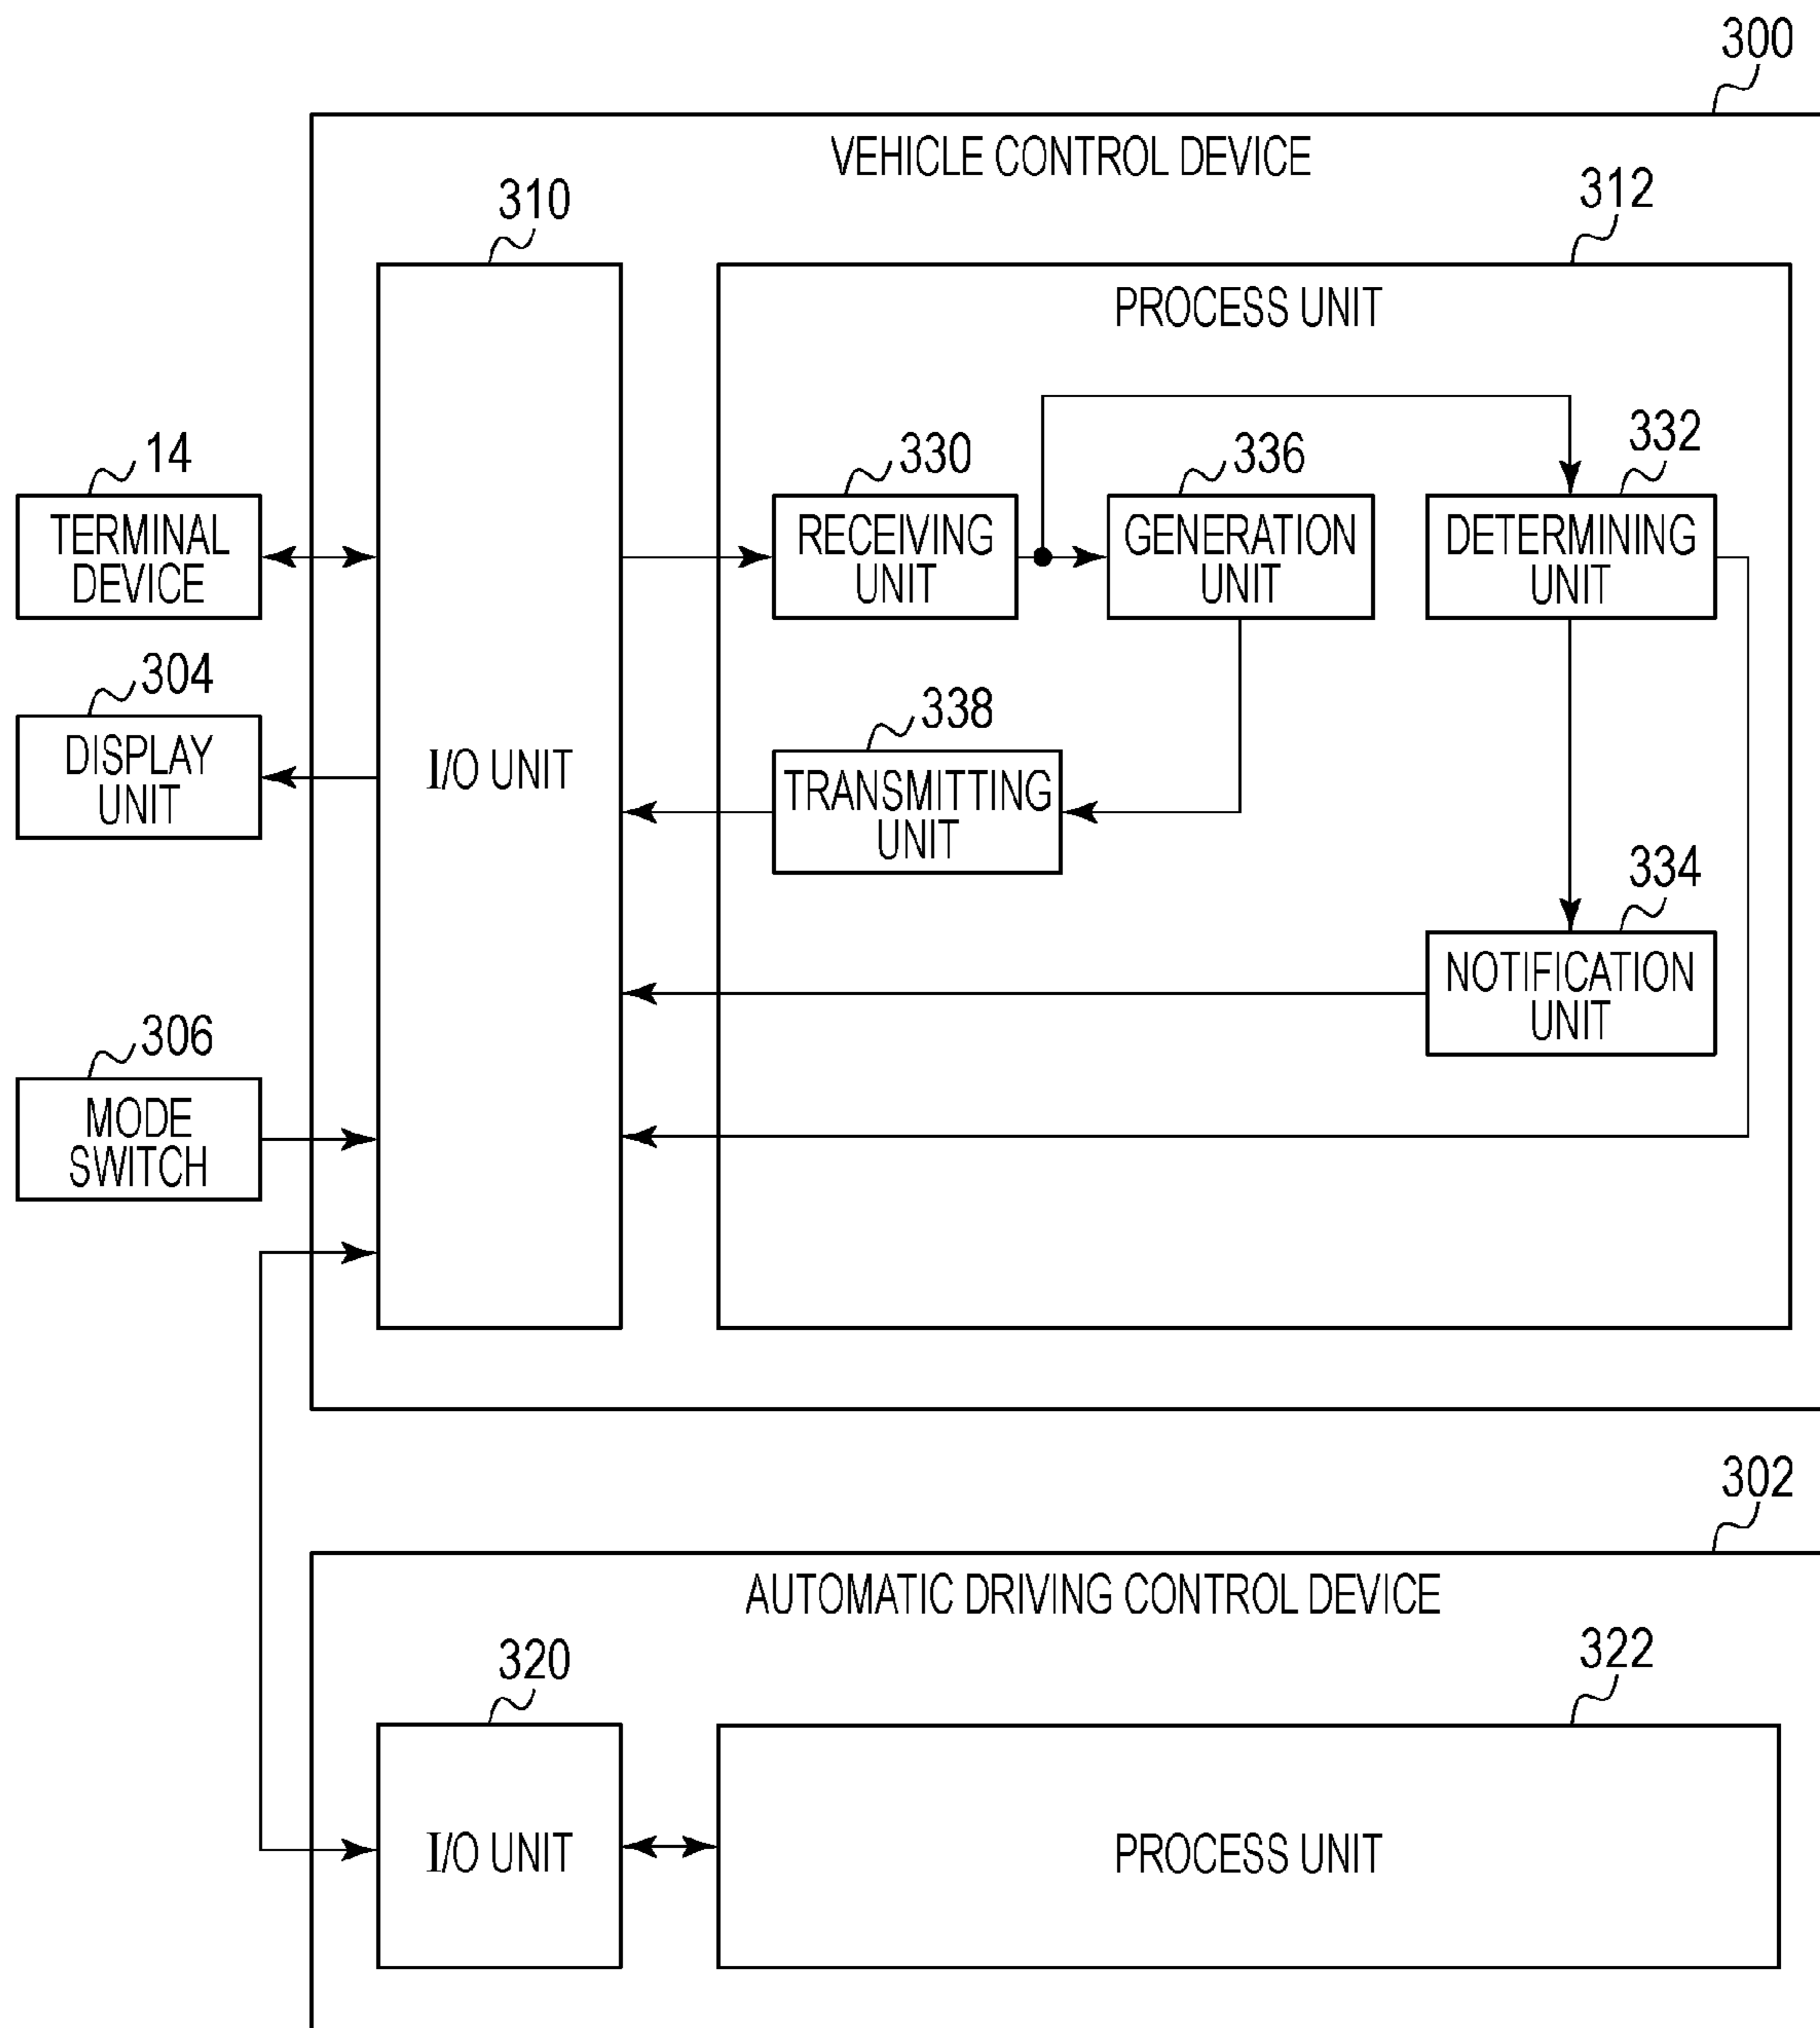 300
VEHICLE CONTROL DEVICE
310
312
PROCESS UNIT
14
330
336
332
TERMINAL
DEVICE
RECEIVING
UNIT
GENERATION
UNIT
DETERMINING
UNIT
304
338
DISPLAY
UNIT
I/O UNIT
TRANSMITTING
UNIT
334
NOTIFICATION
UNIT
306
MODE
SWITCH
302
AUTOMATIC DRIVING CONTROL DEVICE
320
322
I/O UNIT
PROCESS UNIT